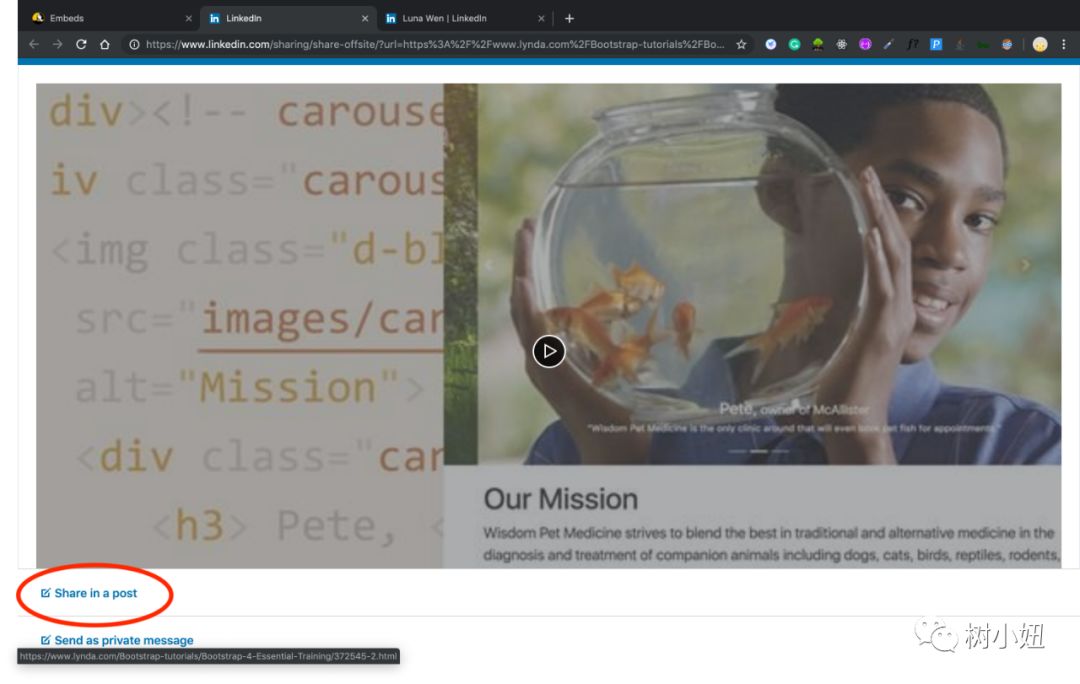 Embeds
LinkedIn
Luna Wen | LinkedIn
https://www.linkedin.com/sharing/share-offsite/?url=https%3A%2F%2Fwww.lynda.com%2FBootstrap-tutorials%2FBo...
div><!-- carouse
iv class="carous
<img class="d-bl
src="images/car
alt="Mission">
<div class="car
<h3> Pete, <
Pete, owner of McAllister
"Wisdom Pet Medicine is the only clinic around that will even book pet fish for appointments."
Our Mission
Wisdom Pet Medicine strives to blend the best in traditional and alternative medicine in the
diagnosis and treatment of companion animals including dogs, cats, birds, reptiles, rodents,
Share in a post
Send as private message
https://www.lynda.com/Bootstrap-tutorials/Bootstrap-4-Essential-Training/372545-2.html
树小妞